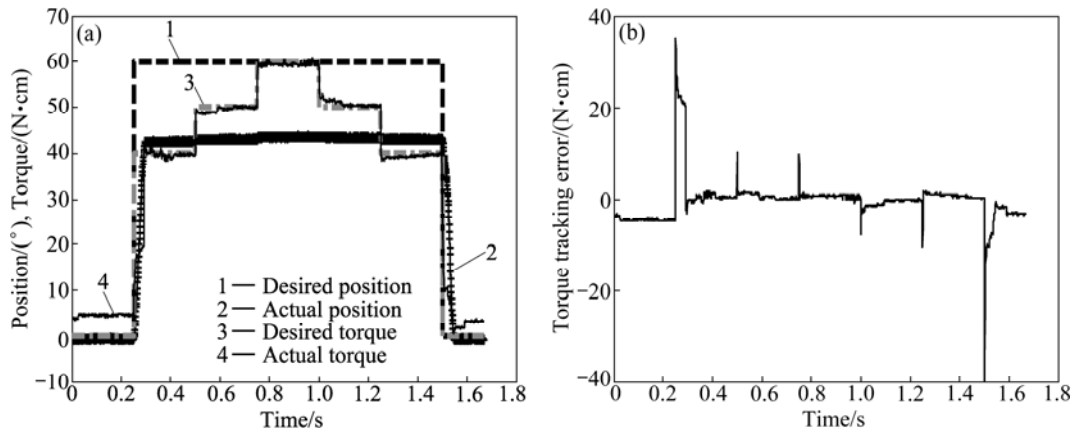 (a)
Position/(°), Torque/(N•cm)
70
60
50
40
30
20
10
0
−10
1
3
2
4
1 Desired position
2 Actual position
3 Desired torque
4 Actual torque
0 0.2 0.4 0.6 0.8 1.0 1.2 1.4 1.6 1.8
Time/s
(b)
Torque tracking error/(N•cm)
40
20
0
−20
−40
0 0.2 0.4 0.6 0.8 1.0 1.2 1.4 1.6 1.8
Time/s